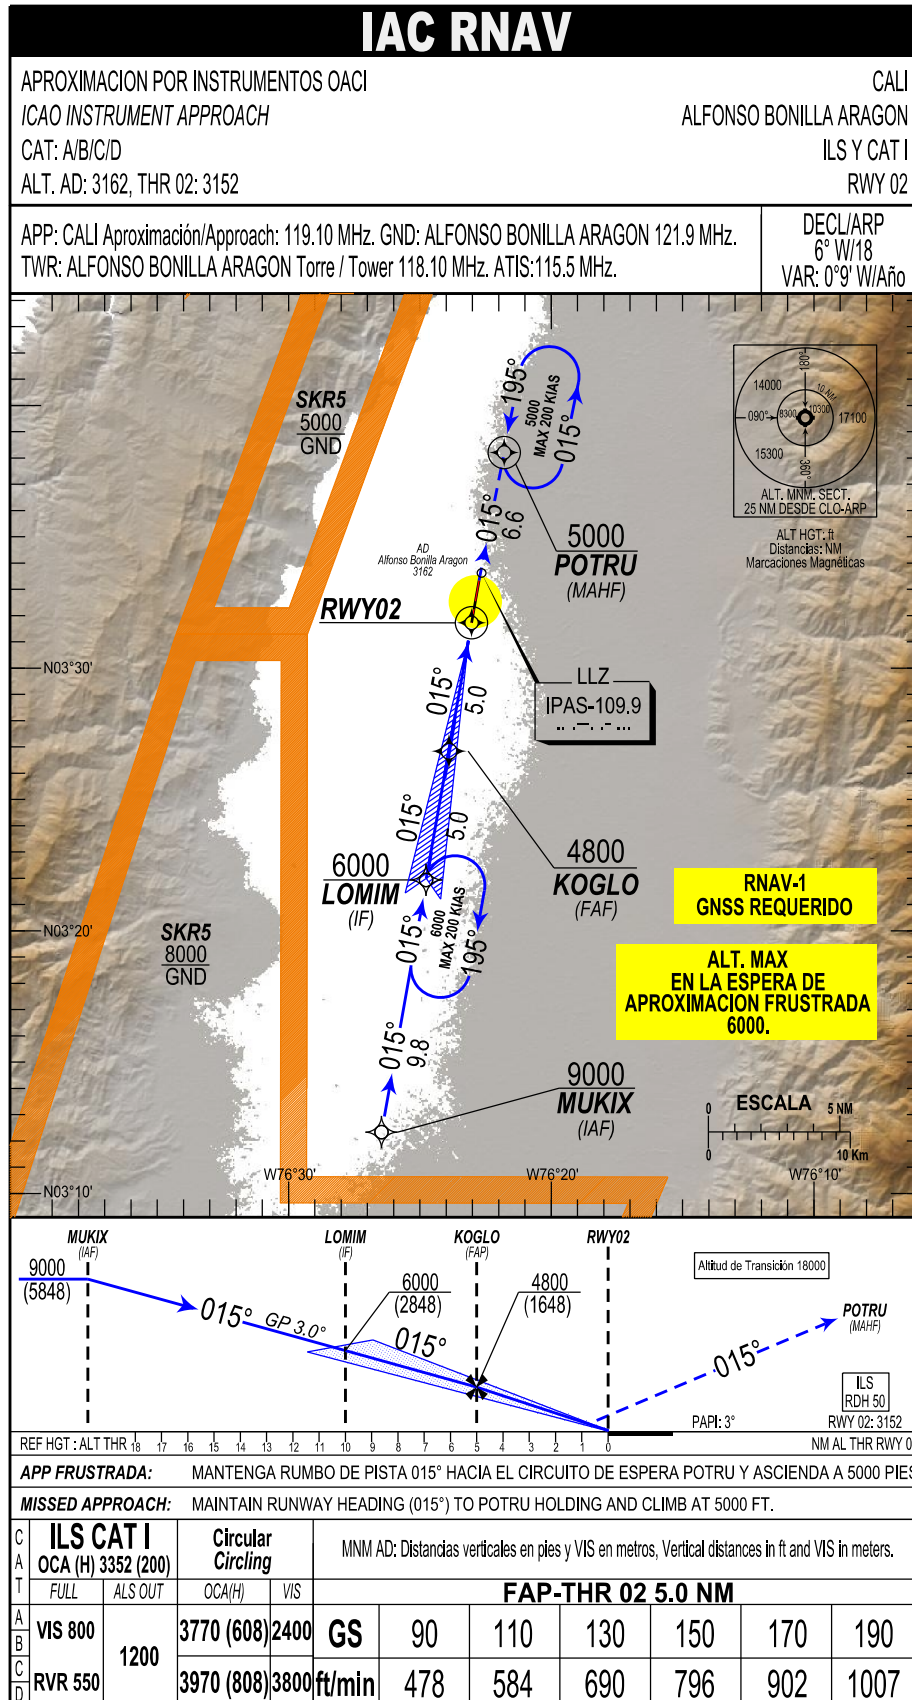 IAC RNAV
APROXIMACION POR INSTRUMENTOS OACI
ICAO INSTRUMENT APPROACH
CAT: A/B/C/D
ALT. AD: 3162, THR 02: 3152
CALI
ALFONSO BONILLA ARAGON
ILS Y CAT I
RWY 02
APP: CALI Aproximación/Approach: 119.10 MHz. GND: ALFONSO BONILLA ARAGON 121.9 MHz.
TWR: ALFONSO BONILLA ARAGON Torre / Tower 118.10 MHz. ATIS:115.5 MHz.
DECL/ARP
6° W/18
VAR: 0°9' W/Año
SKR5
5000
GND
195°
5000
MAX 200 KIAS
015°
180°
14000
10 NM
090°
8300
10300
17100
15300
360°
ALT. MNM. SECT.
25 NM DESDE CLO-ARP
ALT HGT: ft
Distancias: NM
Marcaciones Magnéticas
015°
6.6
5000
POTRU
(MAHF)
AD
Alfonso Bonilla Aragon
3162
RWY02
N03°30'
LLZ
IPAS-109.9
.. .--. .- ...
015°
5.0
015°
5.0
6000
LOMIM
(IF)
4800
KOGLO
(FAF)
RNAV-1
GNSS REQUERIDO
6000
MAX 200 KIAS
195°
015°
N03°20'
SKR5
8000
GND
ALT. MAX
EN LA ESPERA DE
APROXIMACION FRUSTRADA
6000.
015°
9.8
9000
MUKIX
(IAF)
0 ESCALA 5 NM
0 10 Km
N03°10'
W76°30'
W76°20'
W76°10'
MUKIX
(IAF)
LOMIM
(IF)
KOGLO
(FAP)
RWY02
9000
(5848)
6000
(2848)
4800
(1648)
Altitud de Transición 18000
POTRU
(MAHF)
015°
GP 3.0°
015°
015°
ILS
RDH 50
PAPI: 3°
RWY 02: 3152
REF HGT : ALT THR 18 17 16 15 14 13 12 11 10 9 8 7 6 5 4 3 2 1 0 NM AL THR RWY 0
APP FRUSTRADA: MANTENGA RUMBO DE PISTA 015° HACIA EL CIRCUITO DE ESPERA POTRU Y ASCIENDA A 5000 PIES
MISSED APPROACH: MAINTAIN RUNWAY HEADING (015°) TO POTRU HOLDING AND CLIMB AT 5000 FT.
CAT
ILS CAT I
OCA (H) 3352 (200)
Circular
Circling
MNM AD: Distancias verticales en pies y VIS en metros, Vertical distances in ft and VIS in meters.
FULL ALS OUT OCA(H) VIS
FAP-THR 02 5.0 NM
A
B
C
D
VIS 800
RVR 550
1200
3770 (608) 2400
3970 (808) 3800
GS 90 110 130 150 170 190
ft/min 478 584 690 796 902 1007